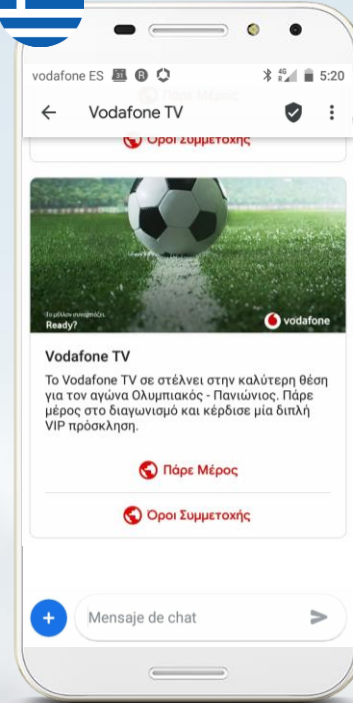 vodafone ES 31 R 5:20
Vodafone TV
Όροι Συμμετοχής
Το μέλλον συναρπάζει.
Ready?
vodafone
Vodafone TV
Το Vodafone TV σε στέλνει στην καλύτερη θέση
για τον αγώνα Ολυμπιακός - Πανιώνιος. Πάρε
μέρος στο διαγωνισμό και κέρδισε μία διπλή
VIP πρόσκληση.
Πάρε Μέρος
Όροι Συμμετοχής
Mensaje de chat